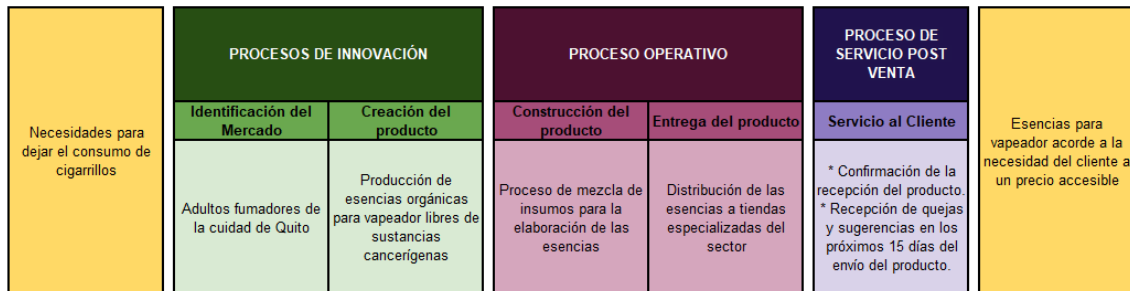 Necesidades para
dejar el consumo de
cigarrillos
PROCESOS DE INNOVACIÓN
Identificación del
Mercado
Creación del
producto
Adultos fumadores de
la cuidad de Quito
Producción de
esencias orgánicas
para vapeador libres de
sustancias
cancerígenas
PROCESO OPERATIVO
Construcción del
producto
Entrega del producto
Proceso de mezcla de
insumos para la
elaboración de las
esencias
Distribución de las
esencias a tiendas
especializadas del
sector
PROCESO DE
SERVICIO POST
VENTA
Servicio al Cliente
* Confirmación de la
recepción del producto.
* Recepción de quejas
y sugerencias en los
próximos 15 días del
envío del producto.
Esencias para
vapeador acorde a la
necesidad del cliente a
un precio accesible